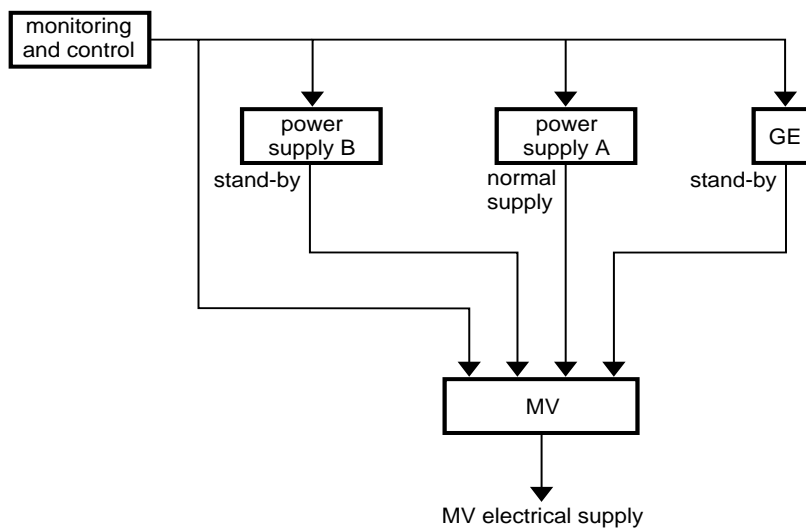 monitoring
and control
power
supply B
power
supply A
GE
stand-by
normal
supply
stand-by
MV
MV electrical supply